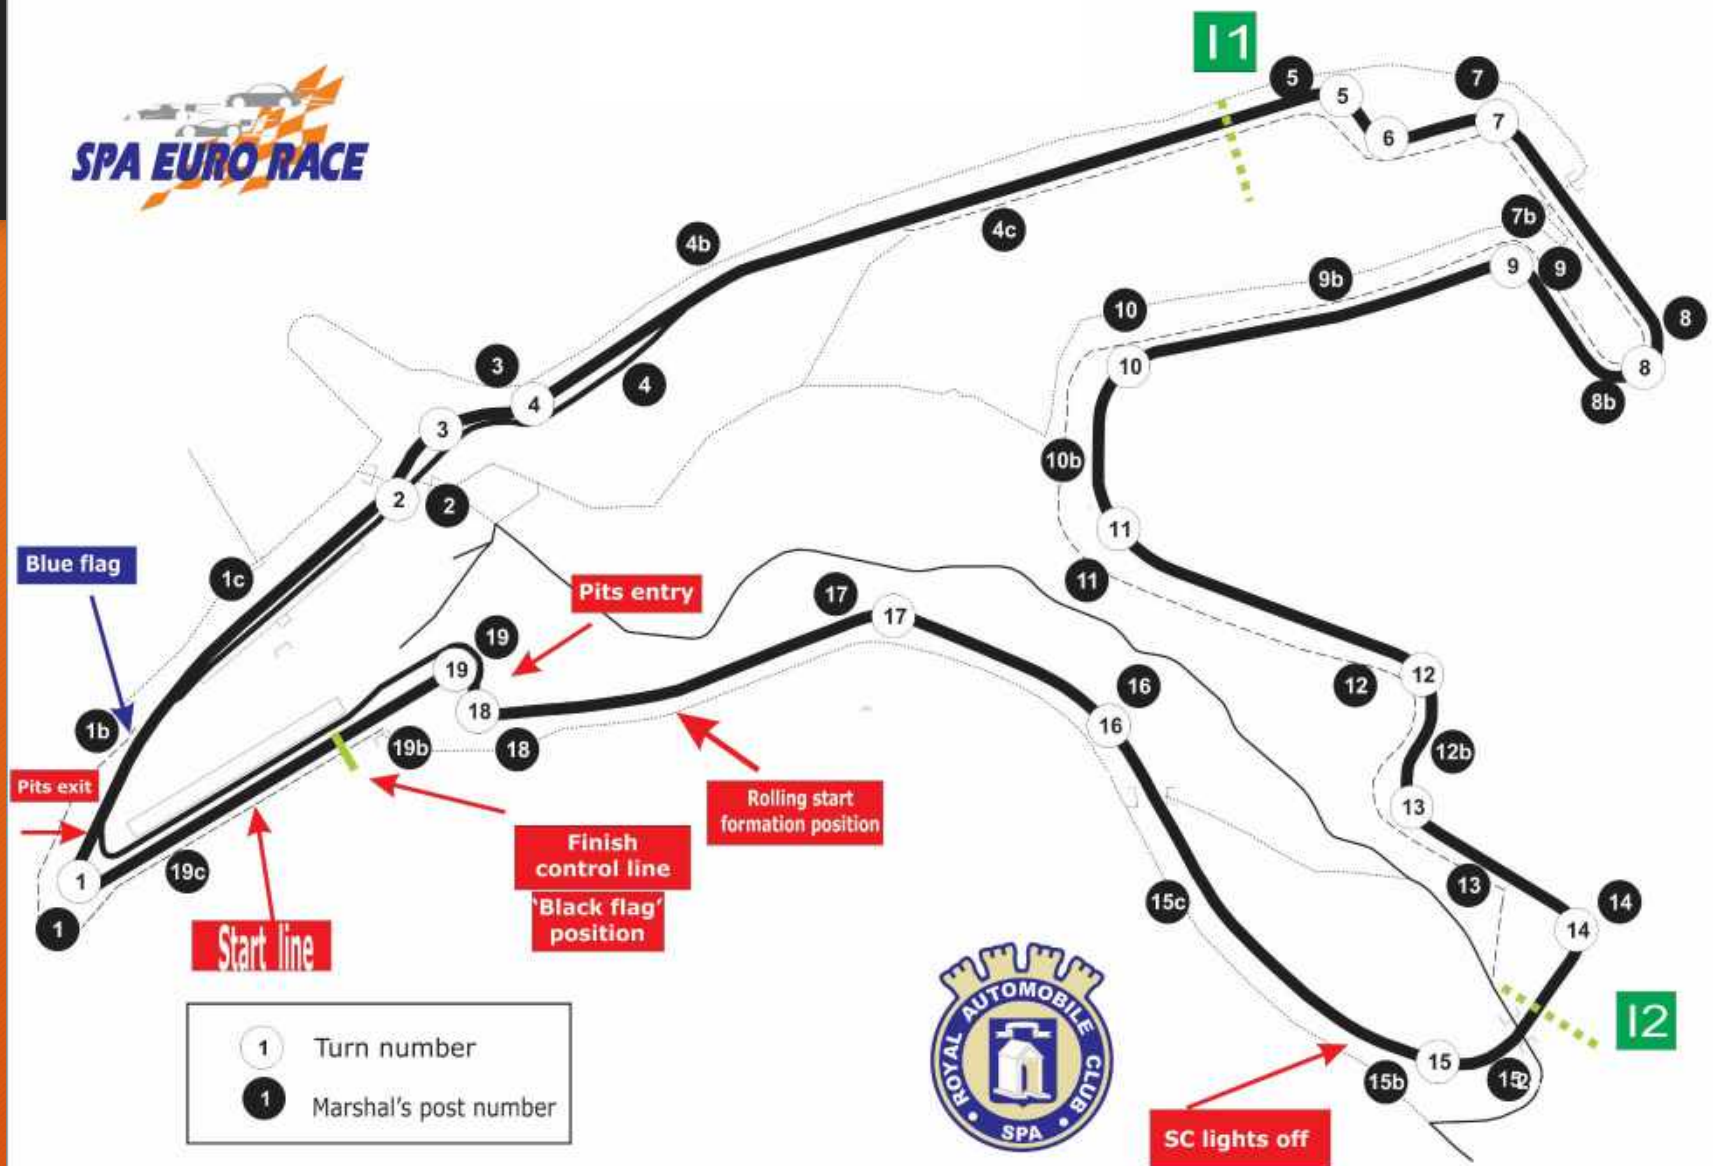 I1
5
7
5
7
6
SPA EURO RACE
7b
4b
4c
9
9
9b
10
8
3
10
8
4
4
8b
3
10b
2
2
11
Blue flag
1c
11
Pits entry
17
17
19
19
12
12
16
18
16
1b
19b
18
12b
Pits exit
Rolling start
formation position
13
Finish
control line
19c
1
13
1
'Black flag'
position
15c
14
14
Start line
ROYAL AUTOMOBILE CLUB
SPA
I2
1 Turn number
15
15b
1 Marshal's post number
SC lights off